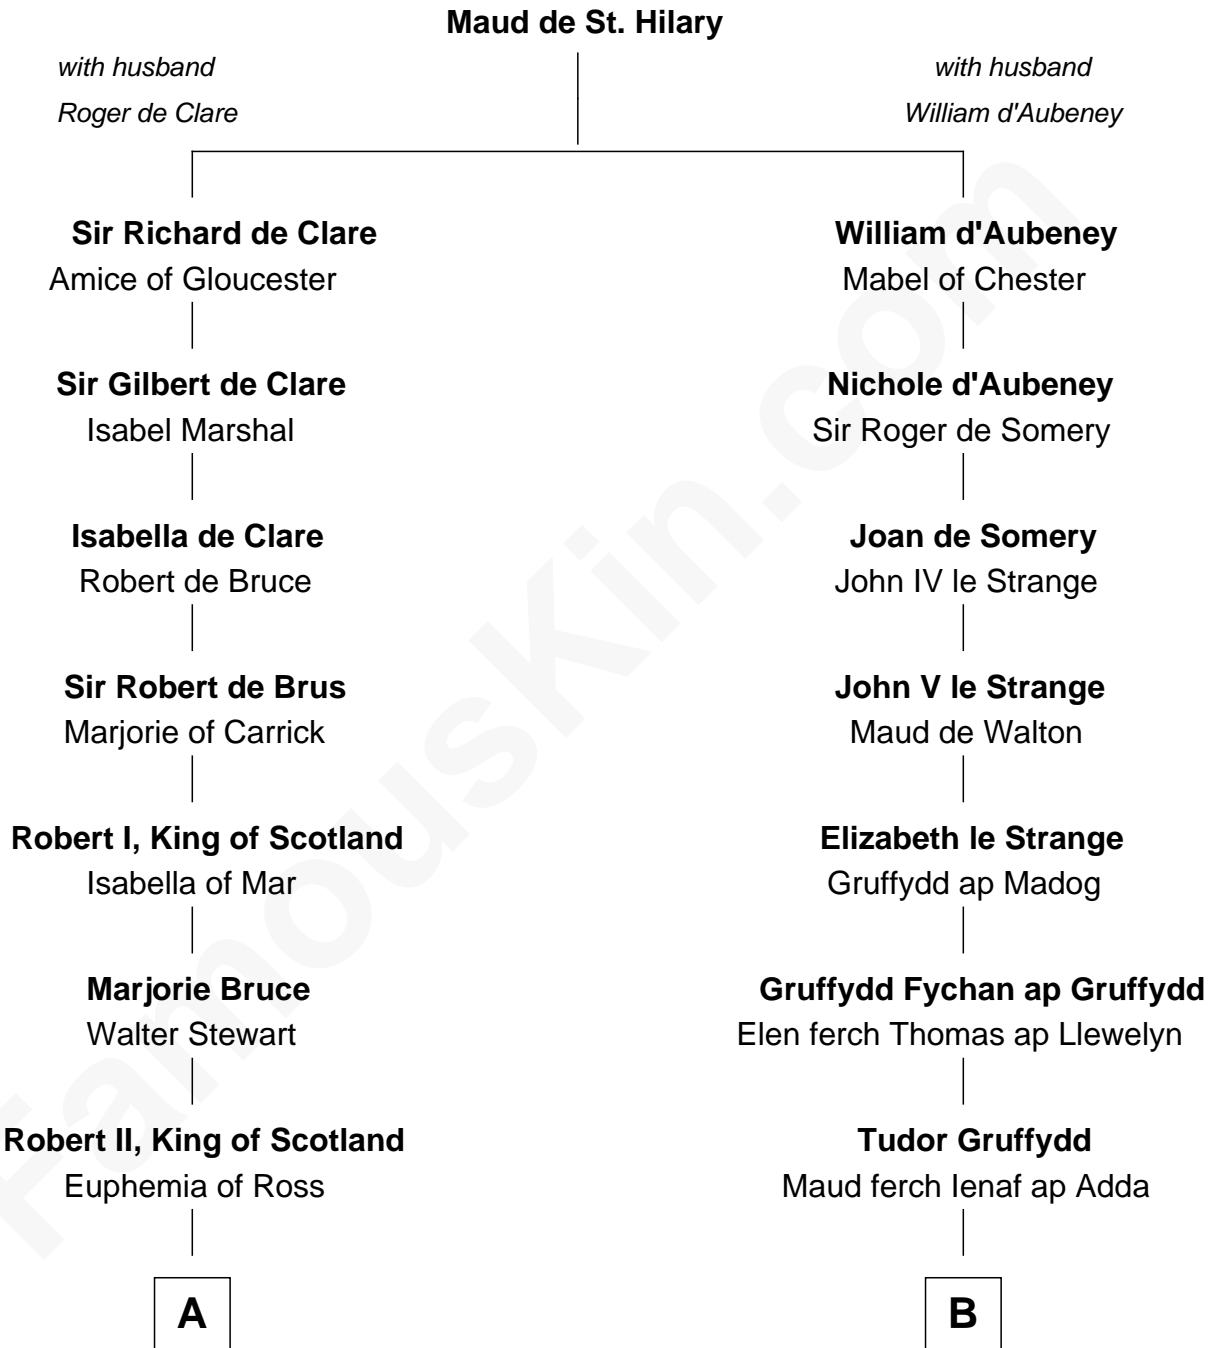 Maud de St. Hilary
with husband
Roger de Clare
with husband
William d'Aubeney
Sir Richard de Clare
Amice of Gloucester
William d'Aubeney
Mabel of Chester
Sir Gilbert de Clare
Isabel Marshal
Nichole d'Aubeney
Sir Roger de Somery
Isabella de Clare
Robert de Bruce
Joan de Somery
John IV le Strange
Sir Robert de Brus
Marjorie of Carrick
John V le Strange
Maud de Walton
Robert I, King of Scotland
Isabella of Mar
Elizabeth le Strange
Gruffydd ap Madog
Marjorie Bruce
Walter Stewart
Gruffydd Fychan ap Gruffydd
Elen ferch Thomas ap Llewelyn
Robert II, King of Scotland
Euphemia of Ross
Tudor Gruffydd
Maud ferch Ienaf ap Adda
A
B
FamousKin.com